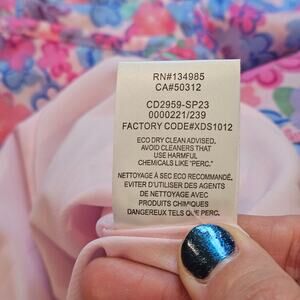 RN#134985
CA#50312
CD2959-SP23
0000221/239
FACTORY CODE#XDS1012
ECO DRY CLEAN ADVISED.
AVOID CLEANERS THAT
USE HARMFUL
CHEMICALS LIKE "PERC."
NETTOYAGE À SEC ECO RECOMMENDÉ.
EVITER D'UTILISER DES AGENTS
DE NETTOYAGE AVEC
PRODUITS CHIMIQUES
DANGEREUX TELS QUE PERC.